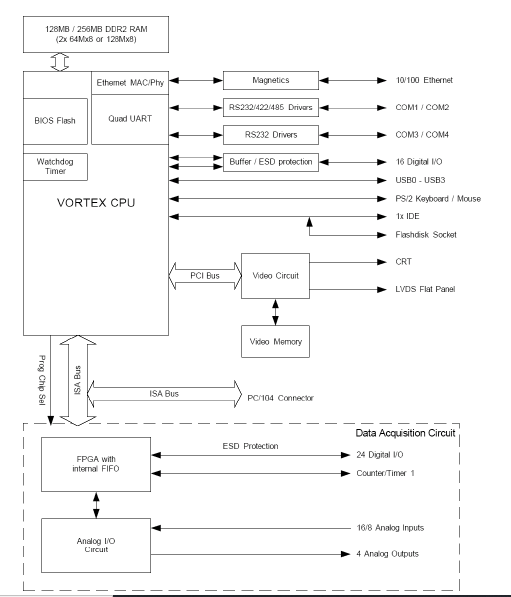 128MB / 256MB DDR2 RAM
(2x 64Mx8 or 128Mx8)
Ethernet MAC/Phy
Magnetics
10/100 Ethernet
BIOS Flash
Quad UART
RS232/422/485 Drivers
COM1 / COM2
RS232 Drivers
COM3 / COM4
Watchdog
Timer
Buffer / ESD protection
16 Digital I/O
USB0 - USB3
VORTEX CPU
PS/2 Keyboard / Mouse
1x IDE
Flashdisk Socket
CRT
PCI Bus
Video Circuit
LVDS Flat Panel
Video Memory
Prog Chip Sel
ISA Bus
ISA Bus
PC/104 Connector
Data Acquisition Circuit
FPGA with
internal FIFO
ESD Protection
24 Digital I/O
Counter/Timer 1
Analog I/O
Circuit
16/8 Analog Inputs
4 Analog Outputs